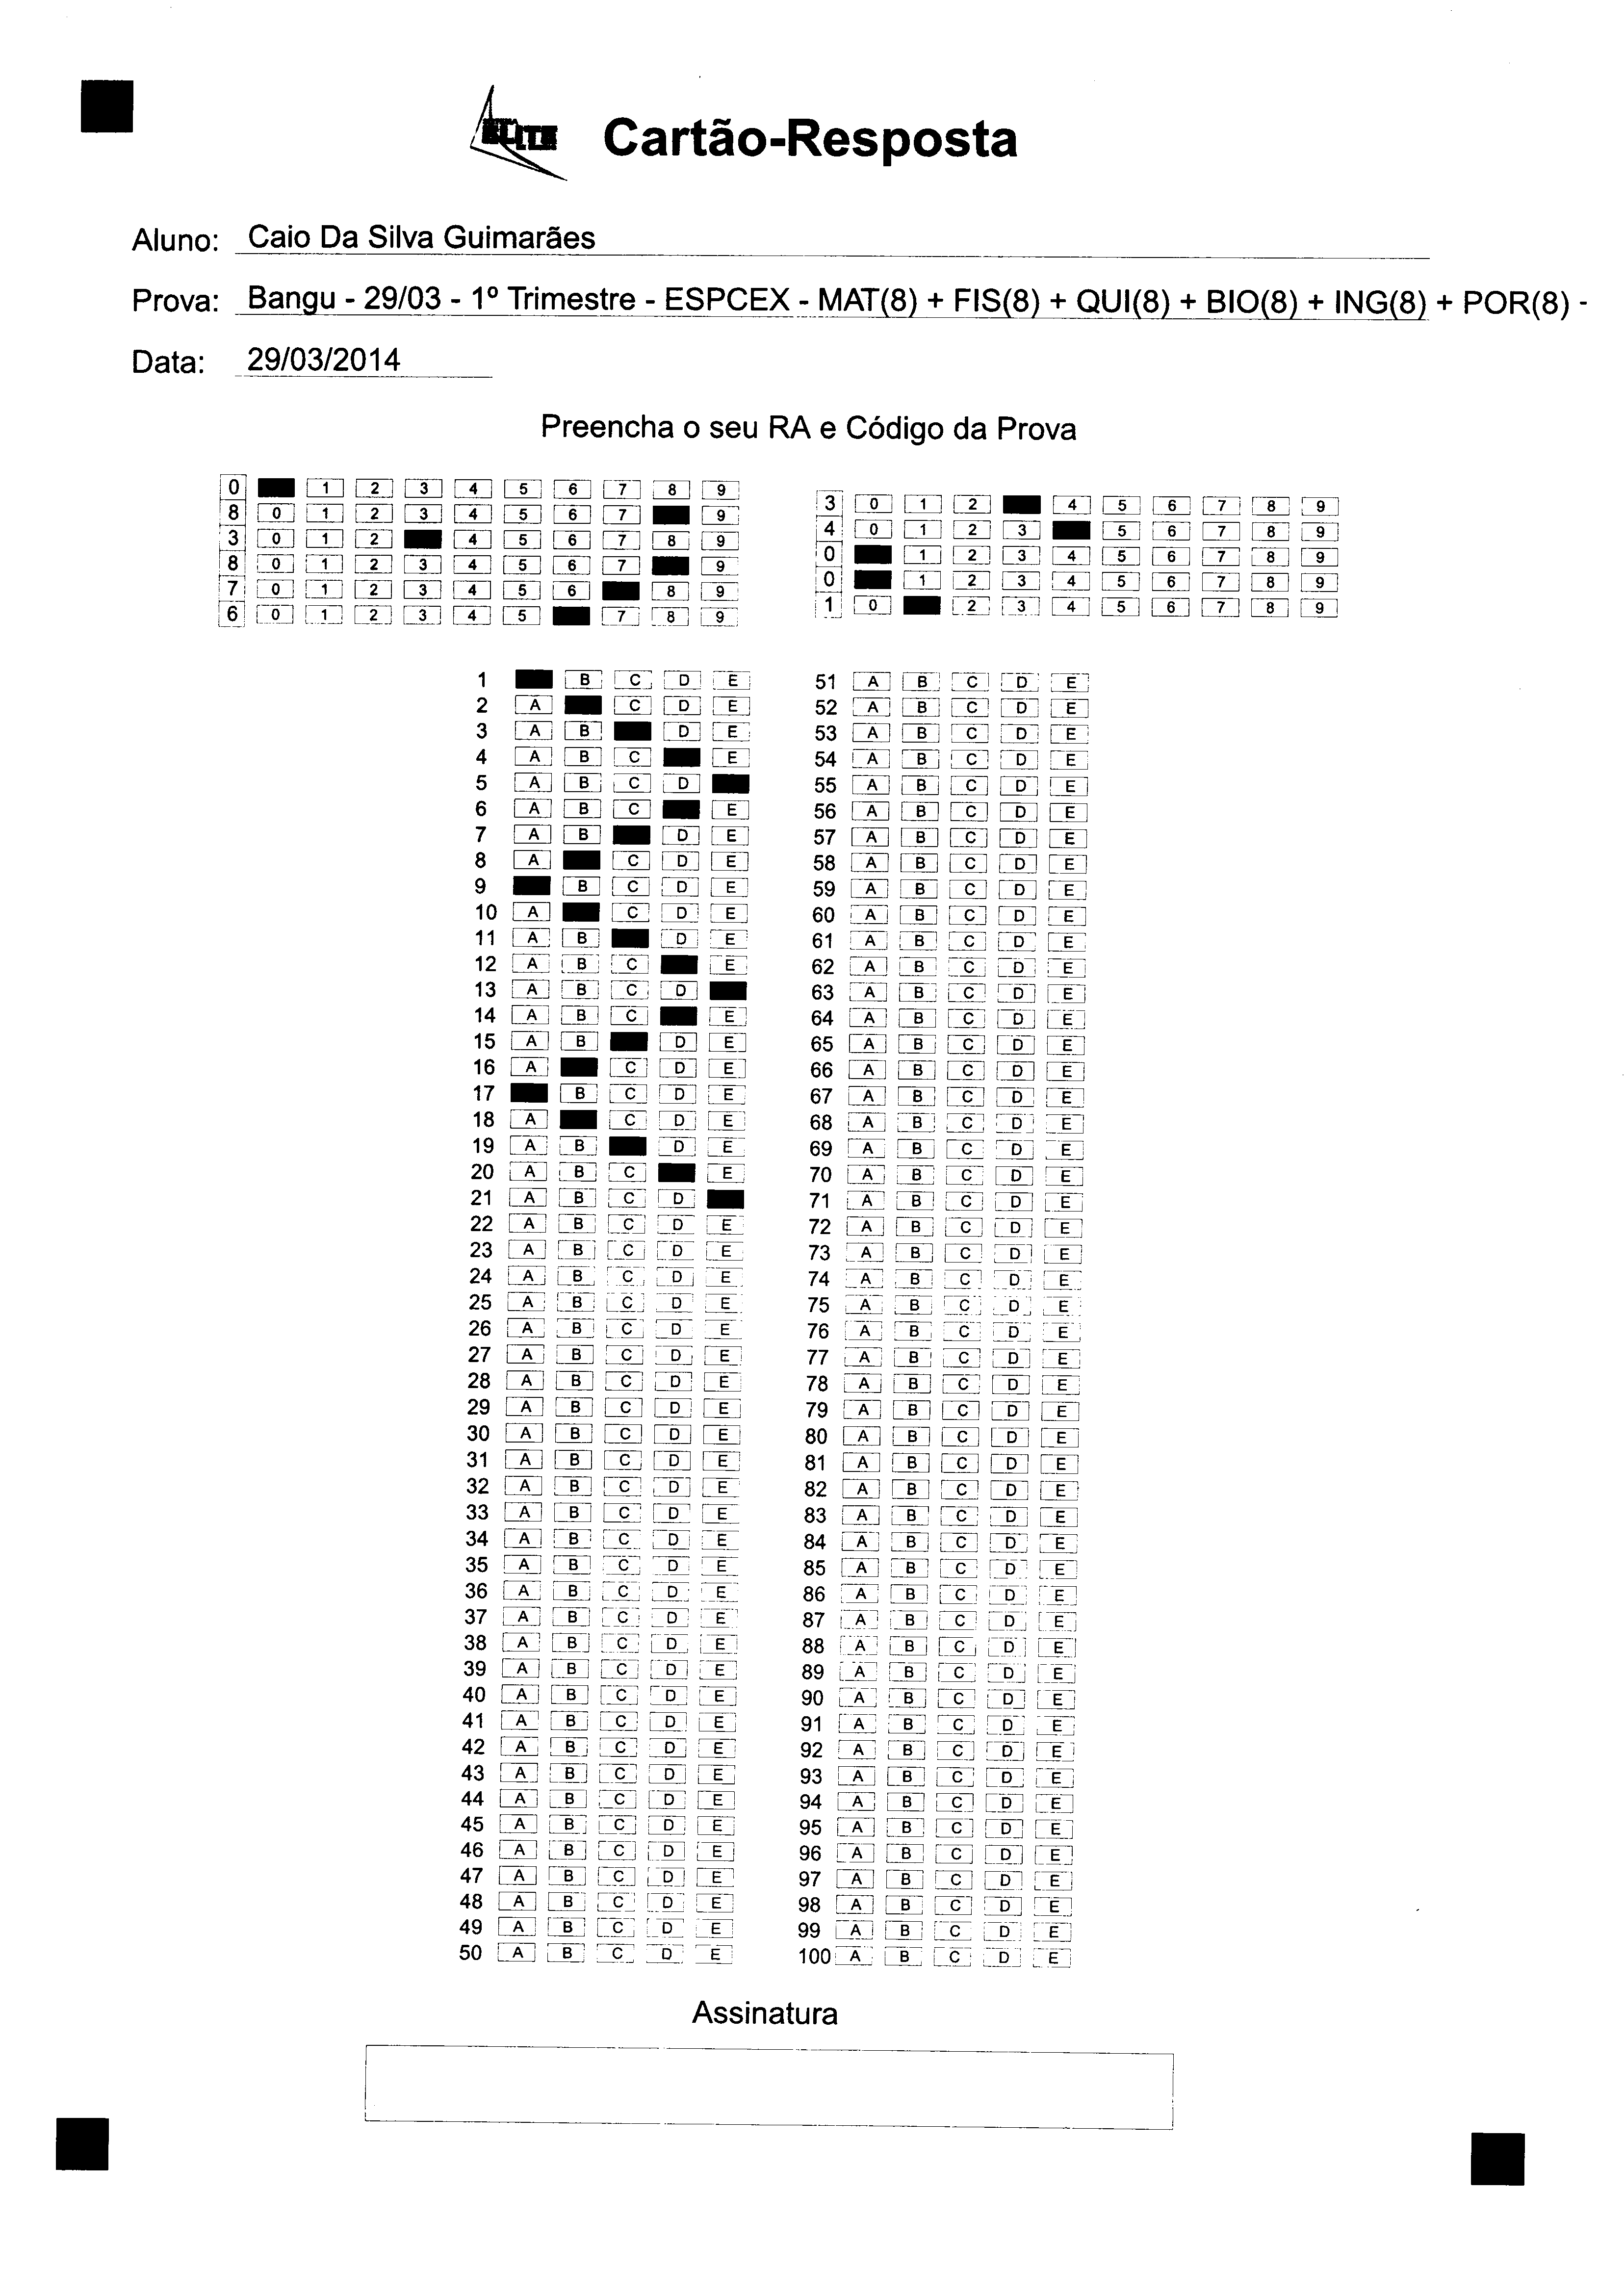 ELITE Cartão-Resposta
Aluno: Caio Da Silva Guimarães
Prova: Bangu - 29/03 - 1º Trimestre - ESPCEX - MAT(8) + FIS(8) + QUI(8) + BIO(8) + ING(8) + POR(8) -
Data: 29/03/2014
Preencha o seu RA e Código da Prova
0 1 2 3 4 5 6 7 8 9
8 0 1 2 3 4 5 6 7 9
3 0 1 2 4 5 6 7 8 9
8 0 1 2 3 4 5 6 7 9
7 0 1 2 3 4 5 6 8 9
6 0 1 2 3 4 5 7 8 9
3 0 1 2 4 5 6 7 8 9
4 0 1 2 3 5 6 7 8 9
0 1 2 3 4 5 6 7 8 9
0 1 2 3 4 5 6 7 8 9
1 0 2 3 4 5 6 7 8 9
1 B C D E
2 A C D E
3 A B D E
4 A B C E
5 A B C D
6 A B C E
7 A B D E
8 A C D E
9 B C D E
10 A C D E
11 A B D E
12 A B C E
13 A B C D
14 A B C E
15 A B D E
16 A C D E
17 B C D E
18 A C D E
19 A B D E
20 A B C E
21 A B C D
22 A B C D E
23 A B C D E
24 A B C D E
25 A B C D E
26 A B C D E
27 A B C D E
28 A B C D E
29 A B C D E
30 A B C D E
31 A B C D E
32 A B C D E
33 A B C D E
34 A B C D E
35 A B C D E
36 A B C D E
37 A B C D E
38 A B C D E
39 A B C D E
40 A B C D E
41 A B C D E
42 A B C D E
43 A B C D E
44 A B C D E
45 A B C D E
46 A B C D E
47 A B C D E
48 A B C D E
49 A B C D E
50 A B C D E
51 A B C D E
52 A B C D E
53 A B C D E
54 A B C D E
55 A B C D E
56 A B C D E
57 A B C D E
58 A B C D E
59 A B C D E
60 A B C D E
61 A B C D E
62 A B C D E
63 A B C D E
64 A B C D E
65 A B C D E
66 A B C D E
67 A B C D E
68 A B C D E
69 A B C D E
70 A B C D E
71 A B C D E
72 A B C D E
73 A B C D E
74 A B C D E
75 A B C D E
76 A B C D E
77 A B C D E
78 A B C D E
79 A B C D E
80 A B C D E
81 A B C D E
82 A B C D E
83 A B C D E
84 A B C D E
85 A B C D E
86 A B C D E
87 A B C D E
88 A B C D E
89 A B C D E
90 A B C D E
91 A B C D E
92 A B C D E
93 A B C D E
94 A B C D E
95 A B C D E
96 A B C D E
97 A B C D E
98 A B C D E
99 A B C D E
100 A B C D E
Assinatura